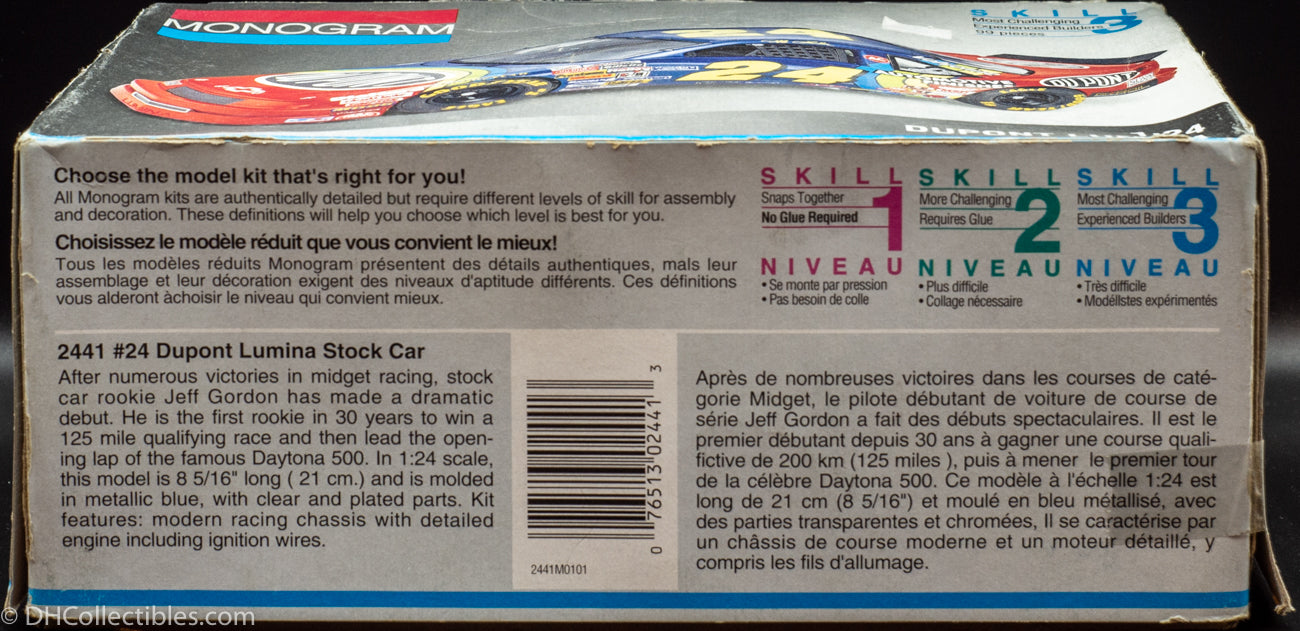 MONOGRAM
SKILL 3
Most Challenging
Experienced Builders
99 pieces
24
DUPONT
DUPONT
1:24
Choose the model kit that's right for you!
All Monogram kits are authentically detailed but require different levels of skill for assembly
and decoration. These definitions will help you choose which level is best for you.
Choisissez le modèle réduit que vous convient le mieux!
Tous les modèles réduits Monogram présentent des détails authentiques, mals leur
assemblage et leur décoration exigent des niveaux d'aptitude différents. Ces définitions
vous alderont àchoisir le niveau qui convient mieux.
SKILL 1
Snaps Together
No Glue Required
NIVEAU
• Se monte par pression
• Pas besoin de colle
SKILL 2
More Challenging
Requires Glue
NIVEAU
• Plus difficile
• Collage nécessaire
SKILL 3
Most Challenging
Experienced Builders
NIVEAU
• Très difficile
• Modélistes expérimentés
2441 #24 Dupont Lumina Stock Car
After numerous victories in midget racing, stock
car rookie Jeff Gordon has made a dramatic
debut. He is the first rookie in 30 years to win a
125 mile qualifying race and then lead the open-
ing lap of the famous Daytona 500. In 1:24 scale,
this model is 8 5/16" long ( 21 cm.) and is molded
in metallic blue, with clear and plated parts. Kit
features: modern racing chassis with detailed
engine including ignition wires.
0 76513 02441 3
2441M0101
Après de nombreuses victoires dans les courses de caté-
gorie Midget, le pilote débutant de voiture de course de
série Jeff Gordon a fait des débuts spectaculaires. Il est le
premier débutant depuis 30 ans à gagner une course quali-
fictive de 200 km (125 miles ), puis à mener le premier tour
de la célèbre Daytona 500. Ce modèle à l'échelle 1:24 est
long de 21 cm (8 5/16") et moulé en bleu métallisé, avec
des parties transparentes et chromées, Il se caractérise par
un châssis de course moderne et un moteur détaillé, y
compris les fils d'allumage.
© DHCollectibles.com